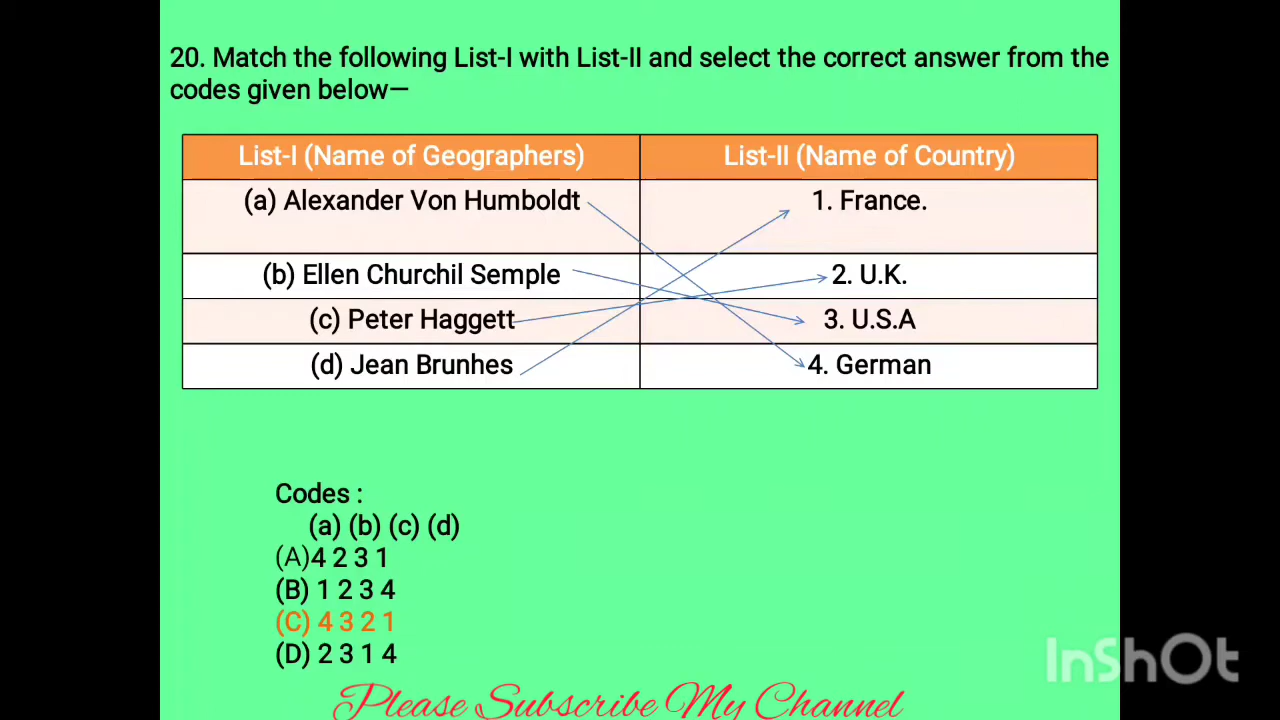 20. Match the following List-I with List-II and select the correct answer from the
codes given below—
List-I (Name of Geographers) List-II (Name of Country)
(a) Alexander Von Humboldt 1. France.
(b) Ellen Churchil Semple 2. U.K.
(c) Peter Haggett 3. U.S.A
(d) Jean Brunhes 4. German
Codes :
(a) (b) (c) (d)
(A)4 2 3 1
(B) 1 2 3 4
(C) 4 3 2 1
(D) 2 3 1 4
InShOt
Please Subscribe My Channel